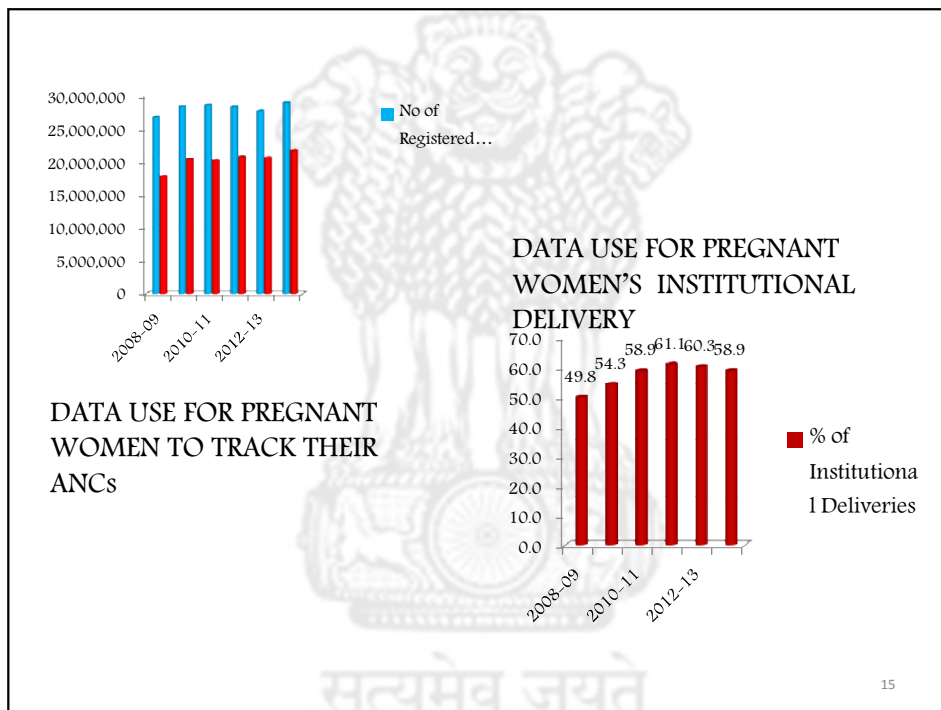 30,000,000
25,000,000
20,000,000
15,000,000
10,000,000
5,000,000
0
2008-09
2010-11
2012-13
No of
Registered...
DATA USE FOR PREGNANT
WOMEN TO TRACK THEIR
ANCs
DATA USE FOR PREGNANT
WOMEN’S INSTITUTIONAL
DELIVERY
70.0
60.0
50.0
40.0
30.0
20.0
10.0
0.0
49.8
54.3
58.9
61.1
60.3
58.9
2008-09
2010-11
2012-13
% of
Institutiona
l Deliveries
सत्यमेव जयते
15